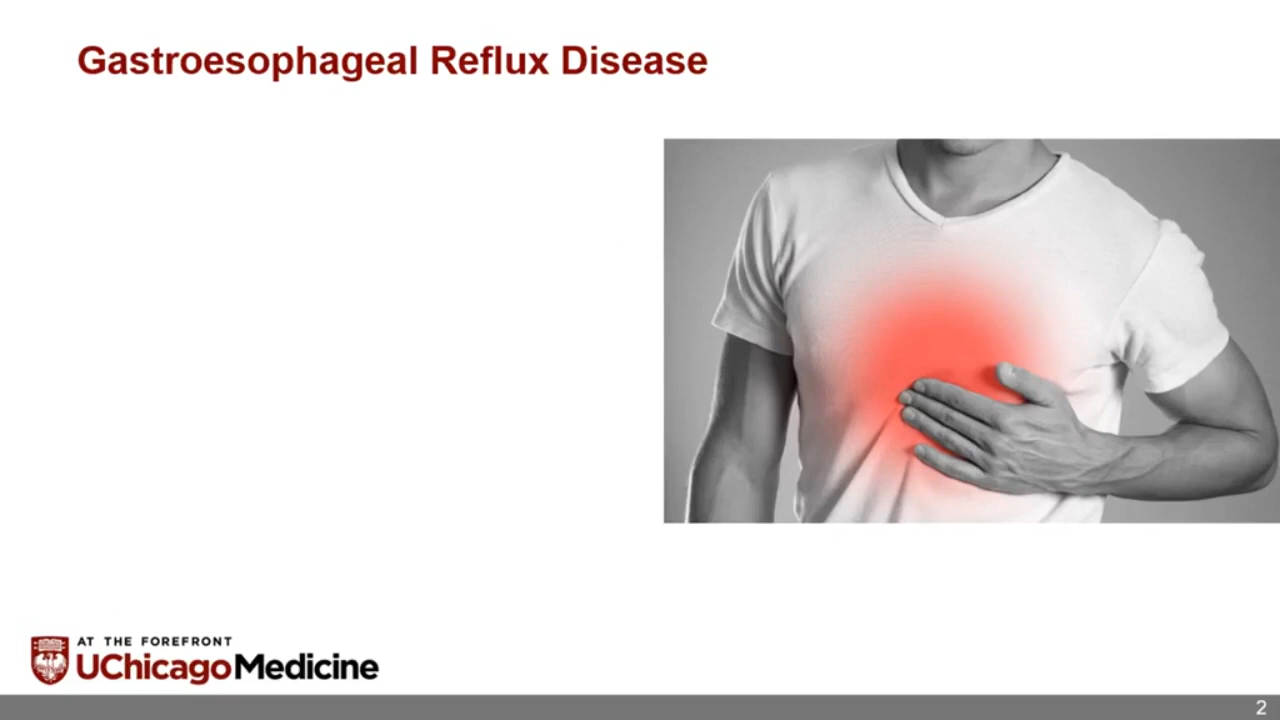 Gastroesophageal Reflux Disease
AT THE FOREFRONT
UChicagoMedicine
2